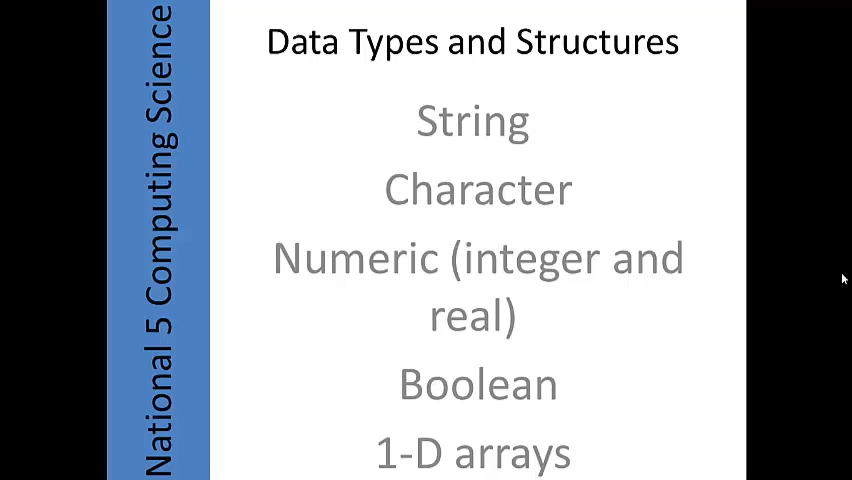 National 5 Computing Science
Data Types and Structures
String
Character
Numeric (integer and
real)
Boolean
1-D arrays